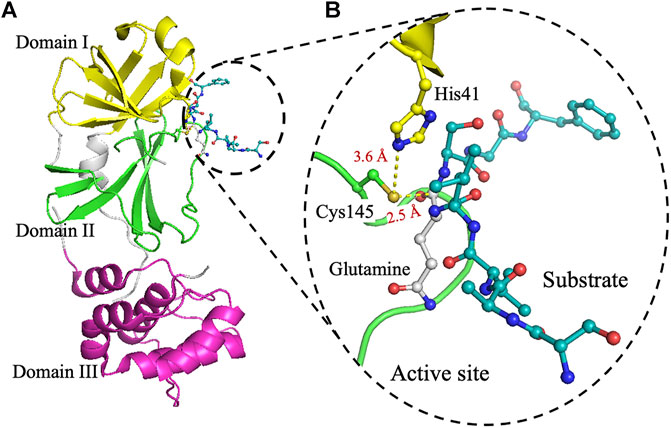 A
Domain I
Domain II
Domain III
B
His41
3.6 Å
Cys145
2.5 Å
Glutamine
Substrate
Active site